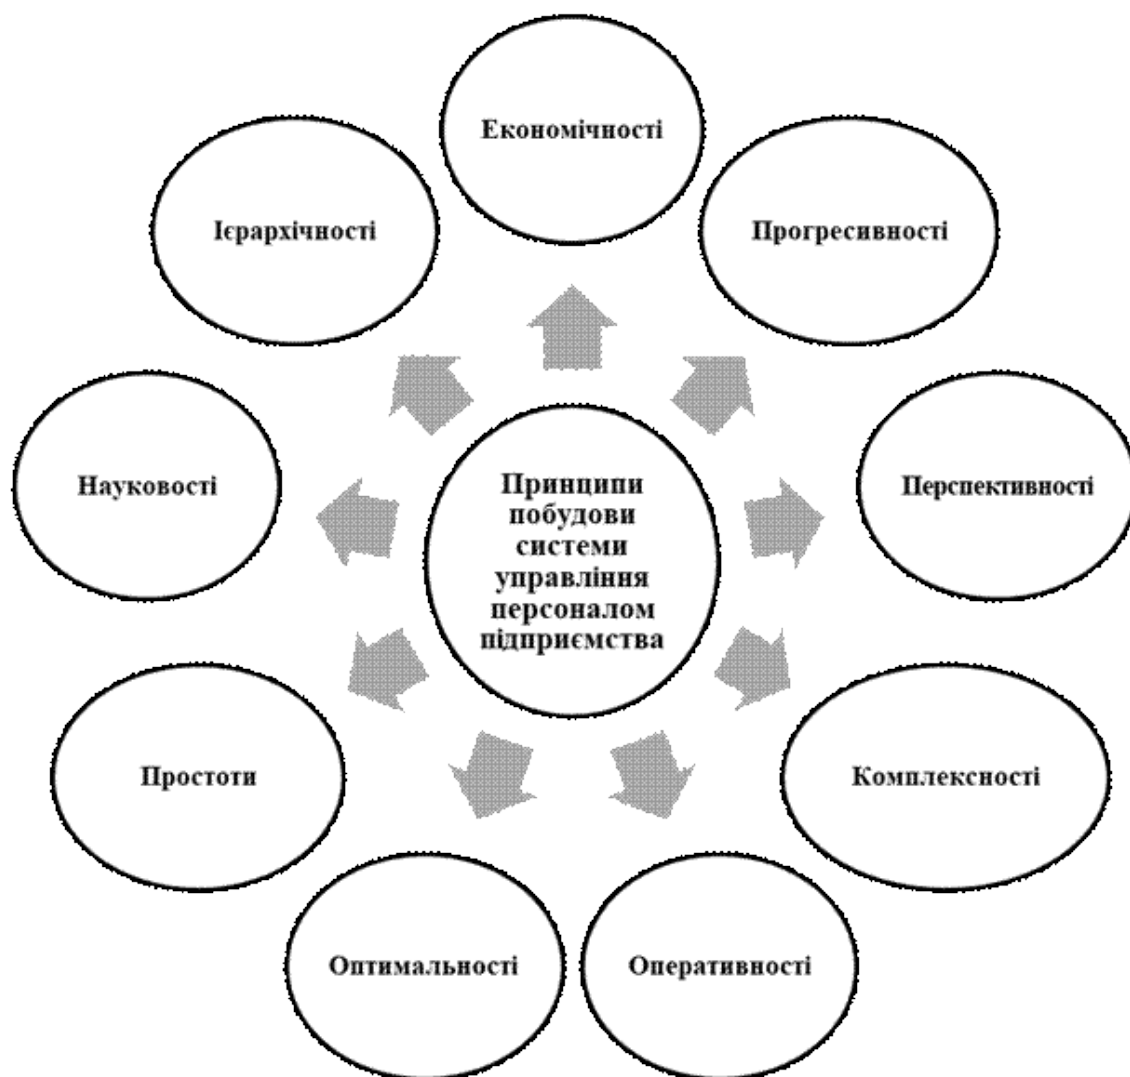 Економічності
Ієрархічності
Прогресивності
Науковості
Перспективності
Принципи
побудови
системи
управління
персоналом
підприємства
Простоти
Комплексності
Оптимальності
Оперативності